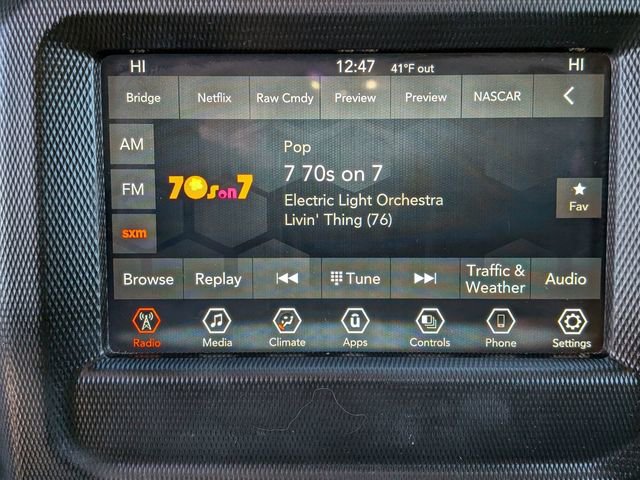 HI 12:47 41°F out HI
Bridge Netflix Raw Cmdy Preview Preview NASCAR
AM
Pop
7 70s on 7
FM
70s on 7
Electric Light Orchestra
Fav
Livin' Thing (76)
sxm
Browse Replay Tune Traffic & Weather Audio
Radio Media Climate Apps Controls Phone Settings